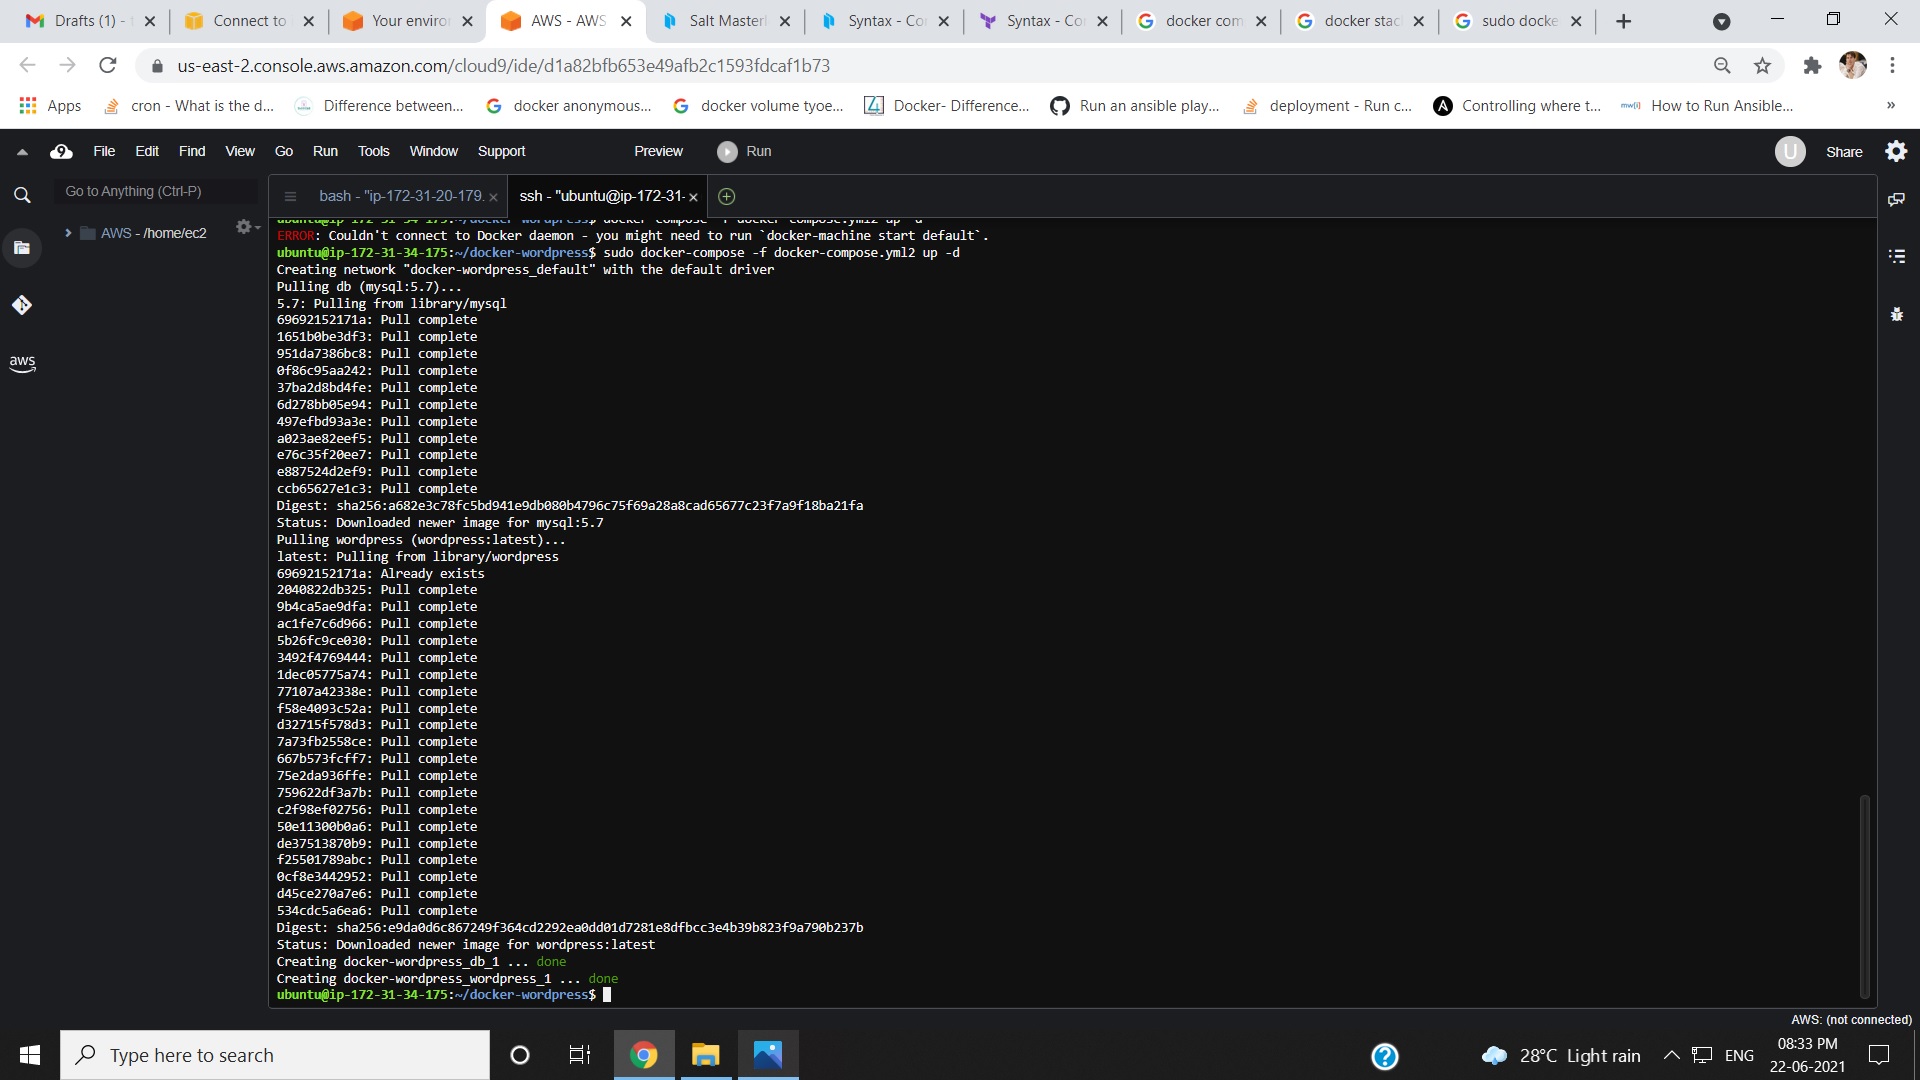 Drafts (1) -
Connect to
Your enviro
AWS - AWS
Salt Master
Syntax - Co
Syntax - Co
docker com
docker stac
sudo docke
us-east-2.console.aws.amazon.com/cloud9/ide/d1a82bfb653e49afb2c1593fdcaf1b73
Apps
cron - What is the d...
Difference between...
docker anonymous...
docker volume tyoe...
Docker- Difference...
Run an ansible play...
deployment - Run c...
Controlling where t...
How to Run Ansible...
»
File Edit Find View Go Run Tools Window Support Preview Run
U Share
Go to Anything (Ctrl-P)
bash - "ip-172-31-20-179.
ssh - "ubuntu@ip-172-31-
AWS - /home/ec2
aws
ubuntu@ip-172-31-34-175:~/docker-wordpress$ docker-compose -f docker-compose.yml2 up -d
ERROR: Couldn't connect to Docker daemon - you might need to run `docker-machine start default`.
ubuntu@ip-172-31-34-175:~/docker-wordpress$ sudo docker-compose -f docker-compose.yml2 up -d
Creating network "docker-wordpress_default" with the default driver
Pulling db (mysql:5.7)...
5.7: Pulling from library/mysql
69692152171a: Pull complete
1651b0be3df3: Pull complete
951da7386bc8: Pull complete
0f86c95aa242: Pull complete
37ba2d8bd4fe: Pull complete
6d278bb05e94: Pull complete
497efbd93a3e: Pull complete
a023ae82eef5: Pull complete
e76c35f20ee7: Pull complete
e887524d2ef9: Pull complete
ccb65627e1c3: Pull complete
Digest: sha256:a682e3c78fc5bd941e9db080b4796c75f69a28a8cad65677c23f7a9f18ba21fa
Status: Downloaded newer image for mysql:5.7
Pulling wordpress (wordpress:latest)...
latest: Pulling from library/wordpress
69692152171a: Already exists
2040822db325: Pull complete
9b4ca5ae9dfa: Pull complete
ac1fe7c6d966: Pull complete
5b26fc9ce030: Pull complete
3492f4769444: Pull complete
1dec05775a74: Pull complete
77107a42338e: Pull complete
f58e4093c52a: Pull complete
d32715f578d3: Pull complete
7a73fb2558ce: Pull complete
667b573fcff7: Pull complete
75e2da936ffe: Pull complete
759622df3a7b: Pull complete
c2f98ef02756: Pull complete
50e11300b0a6: Pull complete
de37513870b9: Pull complete
f25501789abc: Pull complete
0cf8e3442952: Pull complete
d45ce270a7e6: Pull complete
534cdc5a6ea6: Pull complete
Digest: sha256:e9da0d6c867249f364cd2292ea0dd01d7281e8dfbcc3e4b39b823f9a790b237b
Status: Downloaded newer image for wordpress:latest
Creating docker-wordpress_db_1 ... done
Creating docker-wordpress_wordpress_1 ... done
ubuntu@ip-172-31-34-175:~/docker-wordpress$
AWS: (not connected)
Type here to search
28°C Light rain
ENG
08:33 PM
22-06-2021